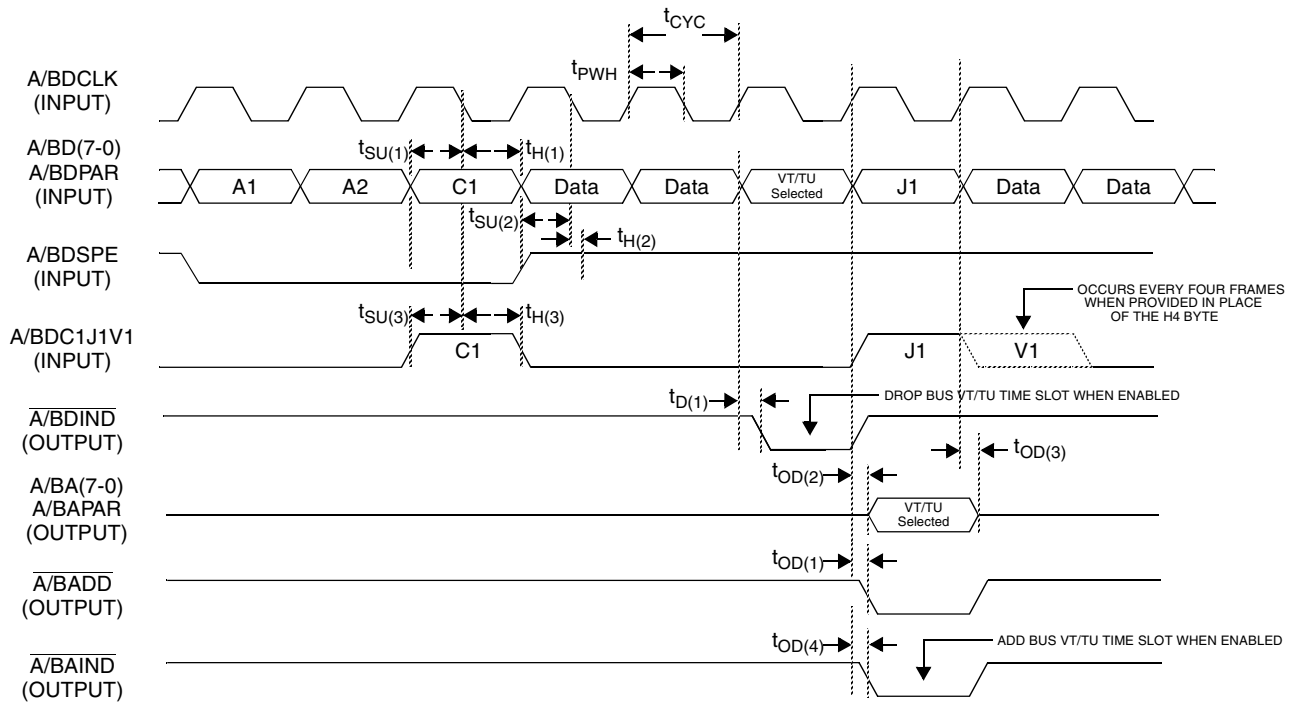 tCYC
A/BDCLK
(INPUT)
tPWH
A/BD(7-0)
A/BDPAR
(INPUT)
tSU(1)
tH(1)
A1
A2
C1
Data
Data
VT/TU
Selected
J1
Data
Data
tSU(2)
tH(2)
A/BDSPE
(INPUT)
OCCURS EVERY FOUR FRAMES
WHEN PROVIDED IN PLACE
OF THE H4 BYTE
tSU(3)
tH(3)
A/BDC1J1V1
(INPUT)
C1
J1
V1
A/BDIND
(OUTPUT)
tD(1)
DROP BUS VT/TU TIME SLOT WHEN ENABLED
tOD(3)
tOD(2)
A/BA(7-0)
A/BAPAR
(OUTPUT)
VT/TU
Selected
tOD(1)
A/BADD
(OUTPUT)
tOD(4)
ADD BUS VT/TU TIME SLOT WHEN ENABLED
A/BAIND
(OUTPUT)